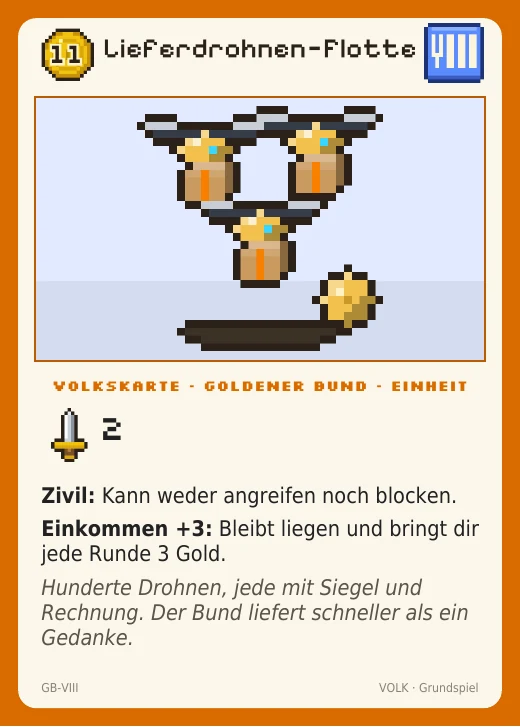 11 Lieferdrohnen-Flotte VIII
VOLKSKARTE · GOLDENER BUND · EINHEIT
2
Zivil: Kann weder angreifen noch blocken.
Einkommen +3: Bleibt liegen und bringt dir
jede Runde 3 Gold.
Hunderte Drohnen, jede mit Siegel und
Rechnung. Der Bund liefert schneller als ein
Gedanke.
GB-VIII VOLK · Grundspiel